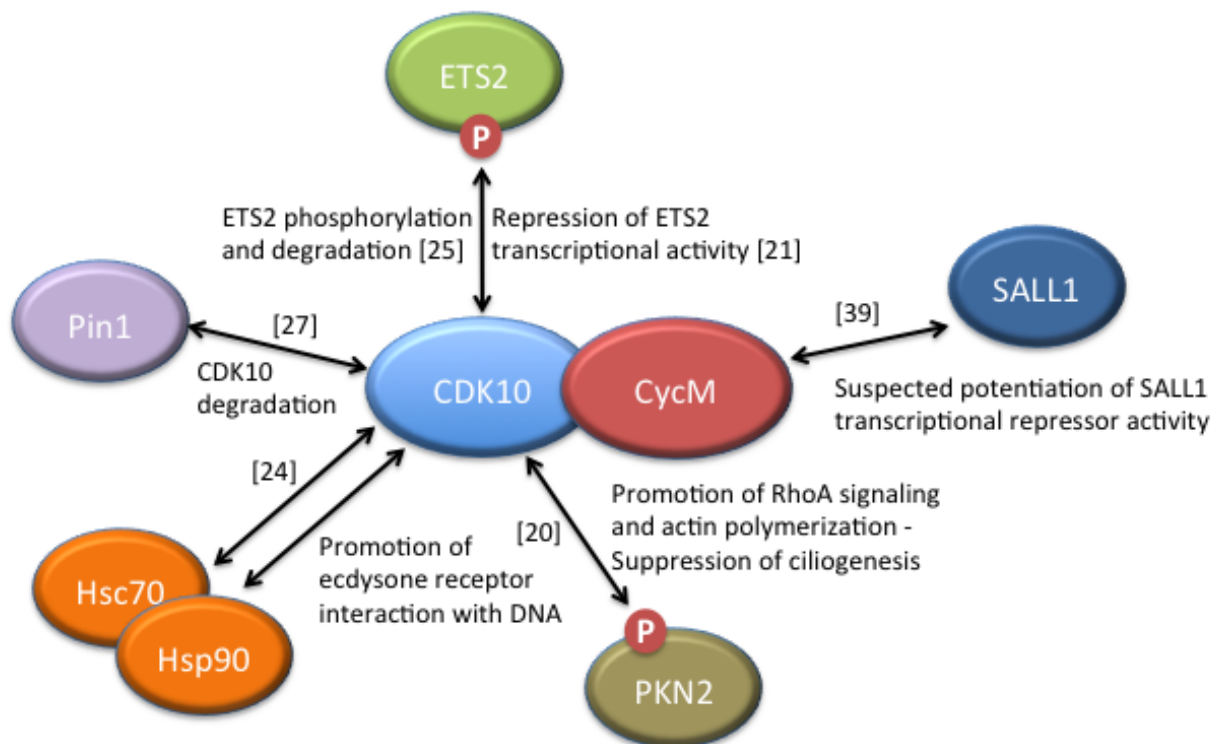 ETS2
P
ETS2 phosphorylation
and degradation [25]
Repression of ETS2
transcriptional activity [21]
Pin1
[27]
CDK10
degradation
CDK10
CycM
[39]
SALL1
Suspected potentiation of SALL1
transcriptional repressor activity
[24]
Promotion of
ecdysone receptor
interaction with DNA
[20]
Promotion of RhoA signaling
and actin polymerization -
Suppression of ciliogenesis
Hsc70
Hsp90
P
PKN2